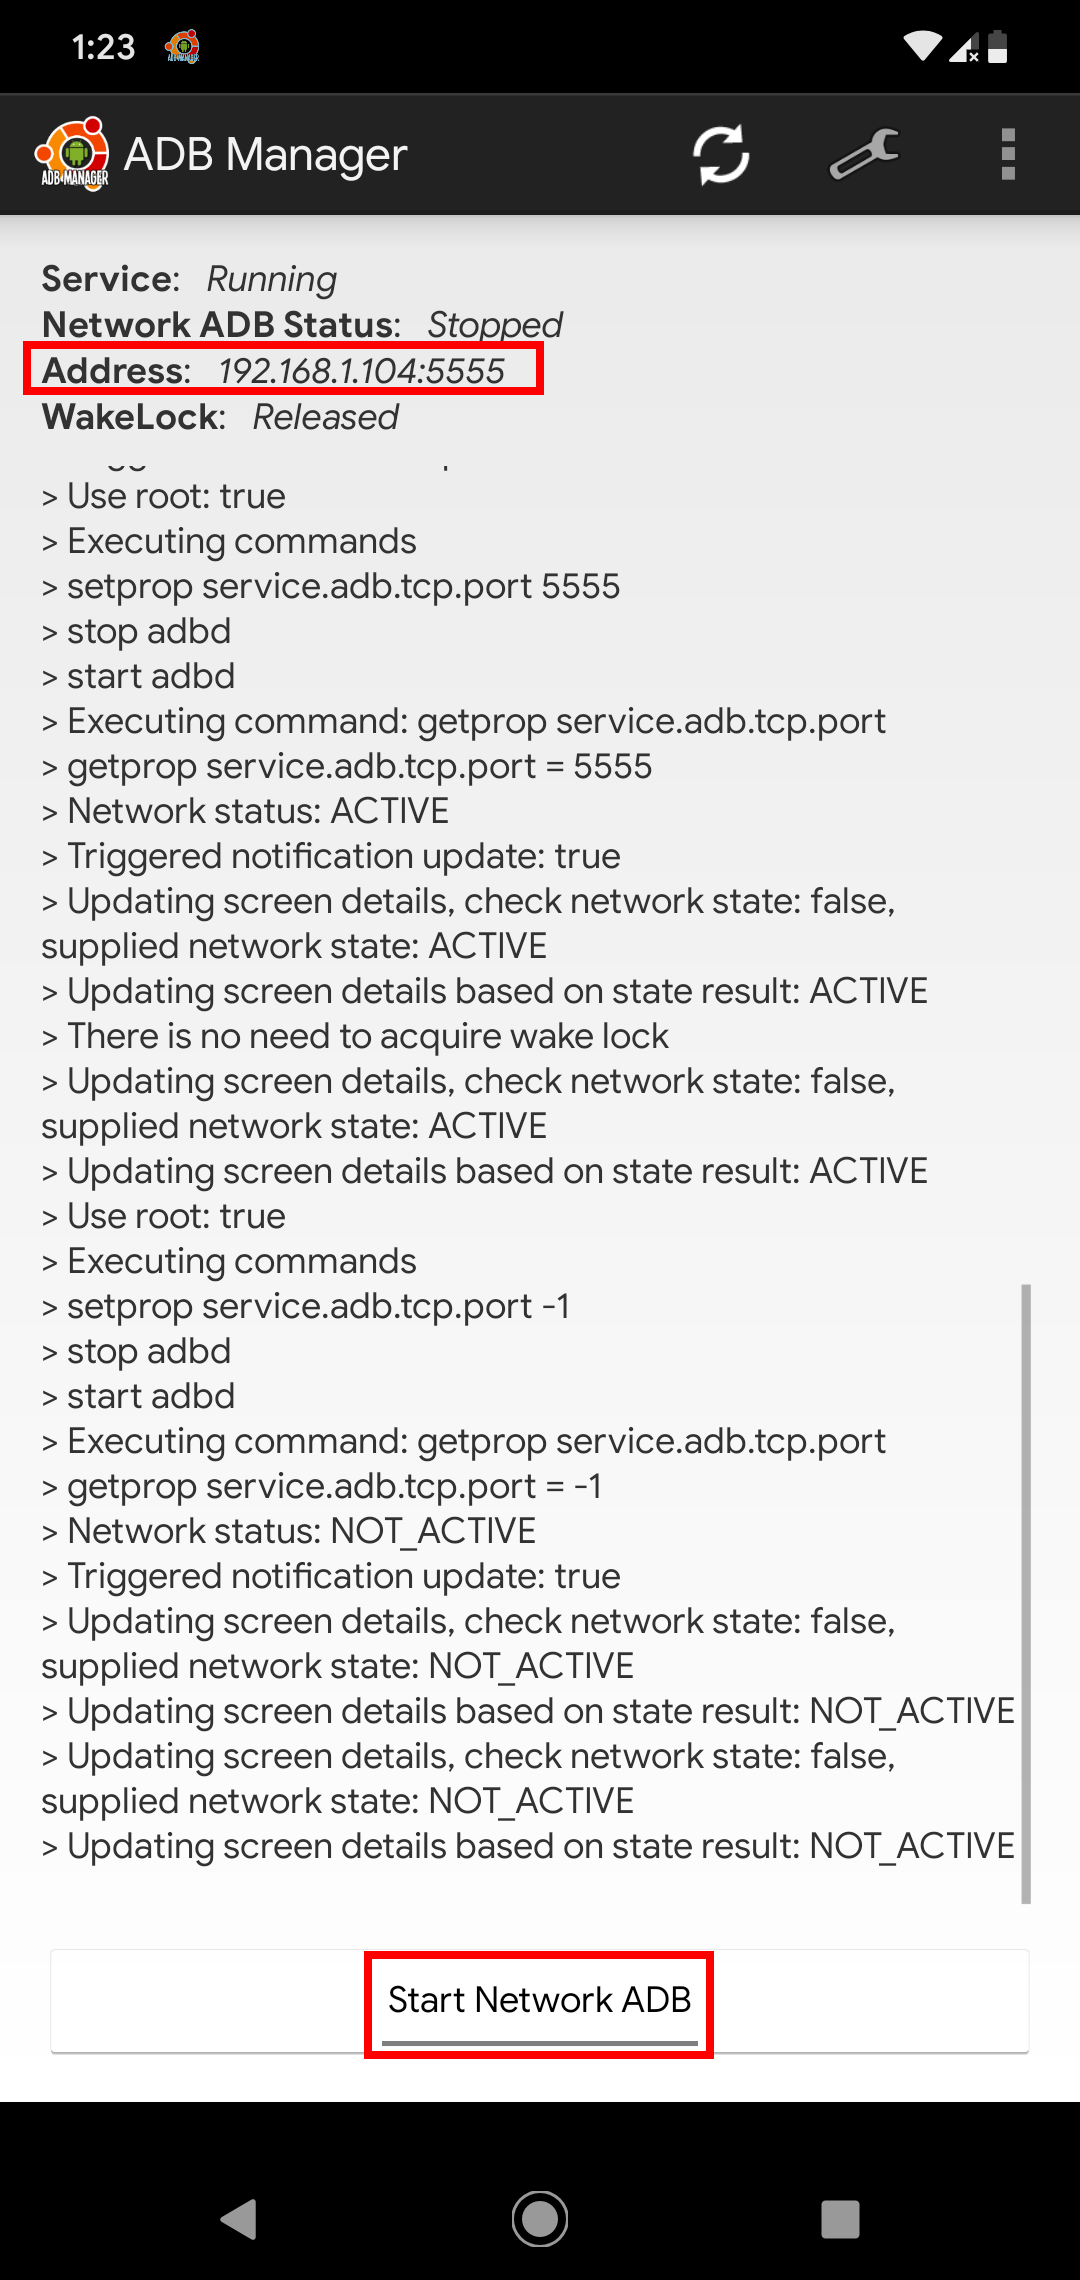 1:23
ADB MANAGER
ADB Manager
Service: Running
Network ADB Status: Stopped
Address: 192.168.1.104:5555
WakeLock: Released
> Use root: true
> Executing commands
> setprop service.adb.tcp.port 5555
> stop adbd
> start adbd
> Executing command: getprop service.adb.tcp.port
> getprop service.adb.tcp.port = 5555
> Network status: ACTIVE
> Triggered notification update: true
> Updating screen details, check network state: false,
supplied network state: ACTIVE
> Updating screen details based on state result: ACTIVE
> There is no need to acquire wake lock
> Updating screen details, check network state: false,
supplied network state: ACTIVE
> Updating screen details based on state result: ACTIVE
> Use root: true
> Executing commands
> setprop service.adb.tcp.port -1
> stop adbd
> start adbd
> Executing command: getprop service.adb.tcp.port
> getprop service.adb.tcp.port = -1
> Network status: NOT_ACTIVE
> Triggered notification update: true
> Updating screen details, check network state: false,
supplied network state: NOT_ACTIVE
> Updating screen details based on state result: NOT_ACTIVE
> Updating screen details, check network state: false,
supplied network state: NOT_ACTIVE
> Updating screen details based on state result: NOT_ACTIVE
Start Network ADB